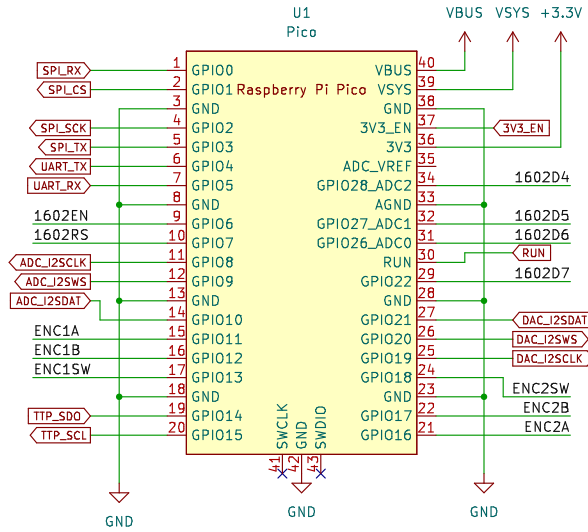 U1
Pico
VBUS VSYS +3.3V
Raspberry Pi Pico
SPI_RX 1 GPIO0 VBUS 40
SPI_CS 2 GPIO1 VSYS 39
3 GND GND 38
SPI_SCK 4 GPIO2 3V3_EN 37 3V3_EN
SPI_TX 5 GPIO3 3V3 36
UART_TX 6 GPIO4 ADC_VREF 35
UART_RX 7 GPIO5 GPIO28_ADC2 34 1602D4
8 GND AGND 33
1602EN 9 GPIO6 GPIO27_ADC1 32 1602D5
1602RS 10 GPIO7 GPIO26_ADC0 31 1602D6
ADC_I2SCLK 11 GPIO8 RUN 30 RUN
ADC_I2SWS 12 GPIO9 GPIO22 29 1602D7
ADC_I2SDAT 13 GND GND 28
14 GPIO10 GPIO21 27 DAC_I2SDAT
ENC1A 15 GPIO11 GPIO20 26 DAC_I2SWS
ENC1B 16 GPIO12 GPIO19 25 DAC_I2SCLK
ENC1SW 17 GPIO13 GPIO18 24
18 GND GND 23 ENC2SW
TTP_SDO 19 GPIO14 GPIO17 22 ENC2B
TTP_SCL 20 GPIO15 GPIO16 21 ENC2A
SWCLK GND SWDIO
41 42 43
GND GND GND